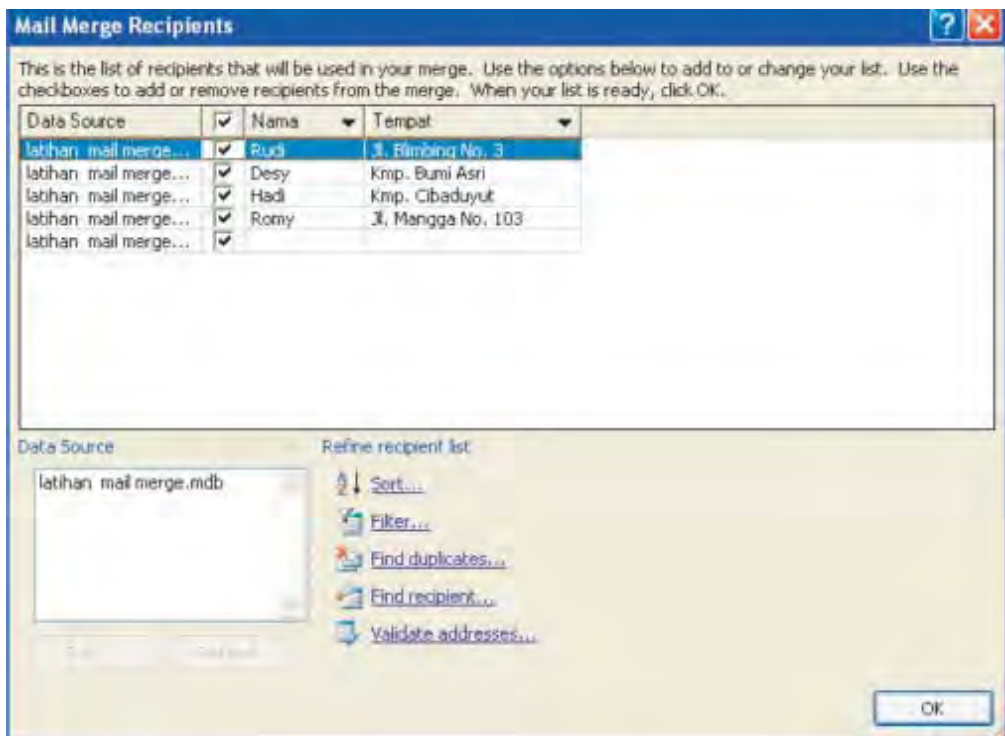 Mail Merge Recipients
This is the list of recipients that will be used in your merge. Use the options below to add to or change your list. Use the
checkboxes to add or remove recipients from the merge. When your list is ready, click OK.
Data Source Nama Tempat
latihan mail merge... Rudi Jl. Blimbing No. 3
latihan mail merge... Desy Kmp. Bumi Asri
latihan mail merge... Hadi Kmp. Cibaduyut
latihan mail merge... Romy Jl. Mangga No. 103
latihan mail merge...
Data Source
latihan mail merge.mdb
Refine recipient list
Sort...
Filter...
Find duplicates...
Find recipient...
Validate addresses...
OK